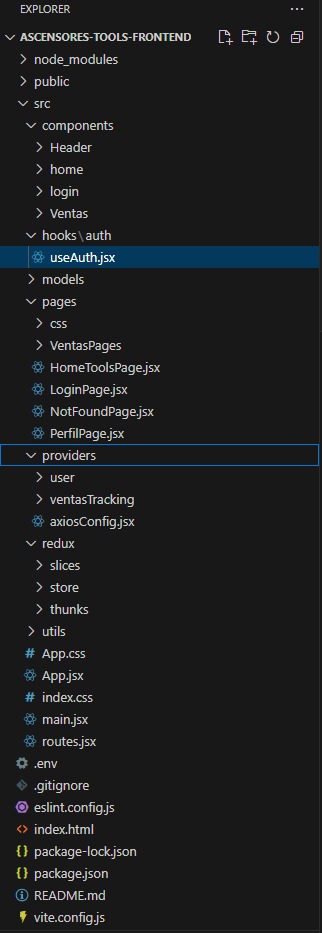 EXPLORER
ASCENSORES-TOOLS-FRONTEND
node_modules
public
src
components
Header
home
login
Ventas
hooks\auth
useAuth.jsx
models
pages
css
VentasPages
HomeToolsPage.jsx
LoginPage.jsx
NotFoundPage.jsx
PerfilPage.jsx
providers
user
ventasTracking
axiosConfig.jsx
redux
slices
store
thunks
utils
# App.css
App.jsx
# index.css
main.jsx
routes.jsx
.env
.gitignore
eslint.config.js
<> index.html
{} package-lock.json
{} package.json
README.md
vite.config.js